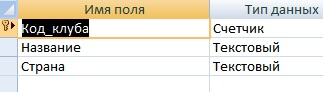 Имя поля Тип данных
Код_клуба Счетчик
Название Текстовый
Страна Текстовый